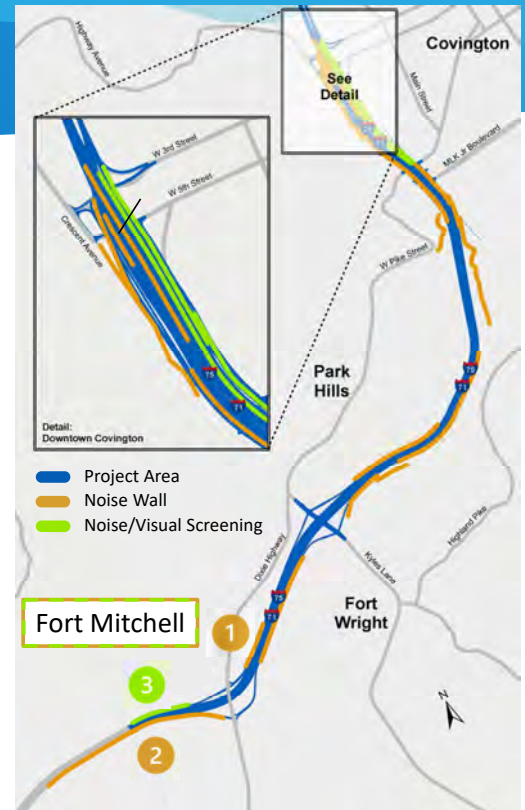 Highway Avenue
Covington
See
Detail
Main Street
MLK Jr Boulevard
W 3rd Street
W 5th Street
Crescent Avenue
W Pike Street
75
71
Detail:
Downtown Covington
Park
Hills
75
71
Project Area
Noise Wall
Noise/Visual Screening
Dixie Highway
Highland Pike
Kyles Lane
75
71
Fort
Wright
Fort Mitchell
1
3
2
N